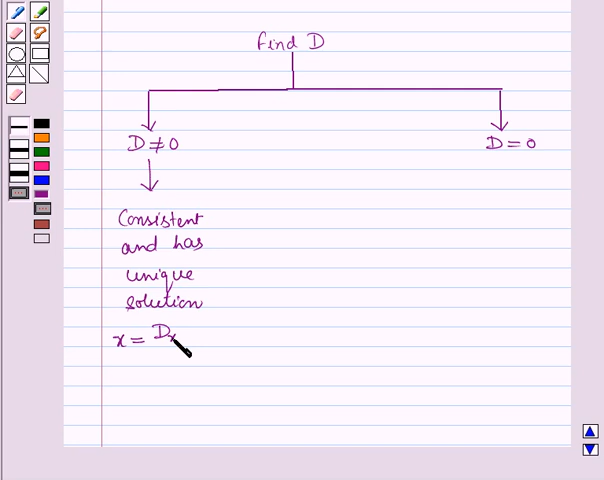 Find D
D ≠ 0
D = 0
Consistent
and has
unique
solution
x = Dx